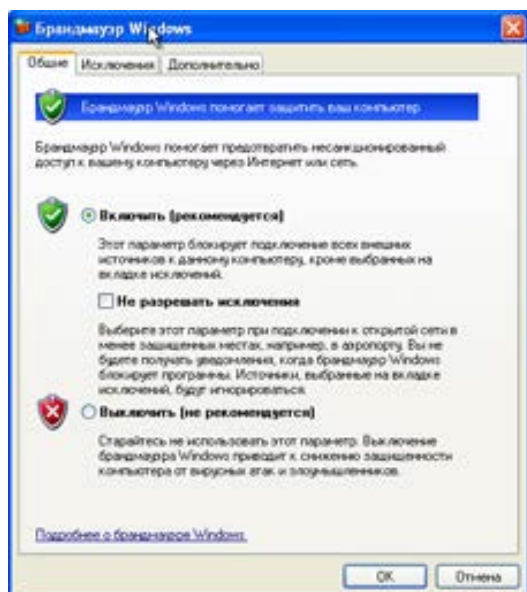 Брандмауэр Windows
Общие Исключения Дополнительно
Брандмауэр Windows помогает защитить ваш компьютер
Брандмауэр Windows помогает предотвратить несанкционированный
доступ к вашему компьютеру через Интернет или сеть.
Включить (рекомендуется)
Этот параметр блокирует подключение всех внешних
источников к данному компьютеру, кроме выбранных на
вкладке исключений.
Не разрешать исключения
Выберите этот параметр при подключении к открытой сети в
менее защищенных местах, например, в аэропорту. Вы не
будете получать уведомления, когда брандмауэр Windows
блокирует программы. Источники, выбранные на вкладке
исключений, будут игнорироваться.
Выключить (не рекомендуется)
Старайтесь не использовать этот параметр. Выключение
брандмауэра Windows приводит к снижению защищенности
компьютера от вирусных атак и злоумышленников.
Подробнее о брандмауэре Windows.
ОК Отмена